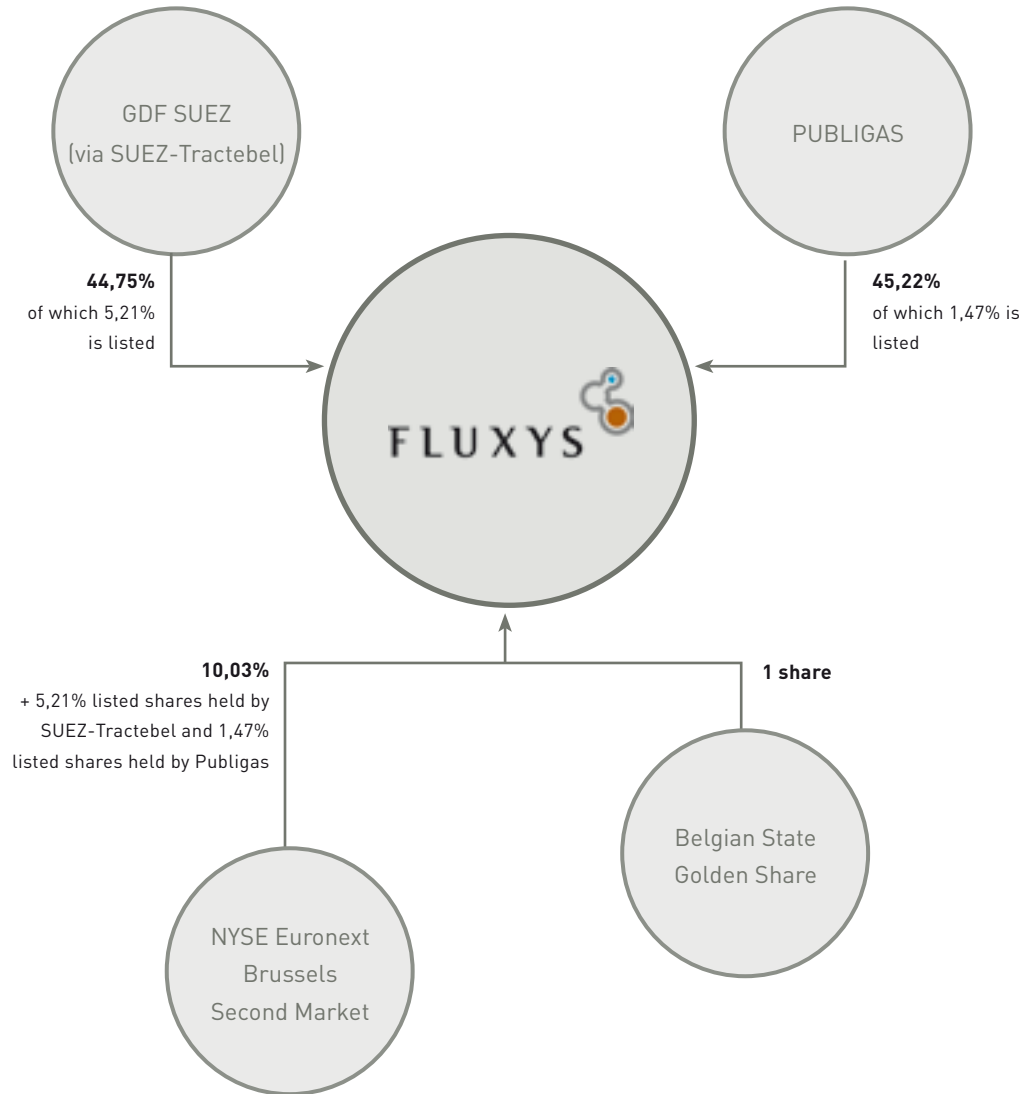 GDF SUEZ
(via SUEZ-Tractebel)
PUBLIGAS
44,75%
of which 5,21%
is listed
45,22%
of which 1,47% is
listed
FLUXYS
10,03%
+ 5,21% listed shares held by
SUEZ-Tractebel and 1,47%
listed shares held by Publigas
1 share
Belgian State
Golden Share
NYSE Euronext
Brussels
Second Market